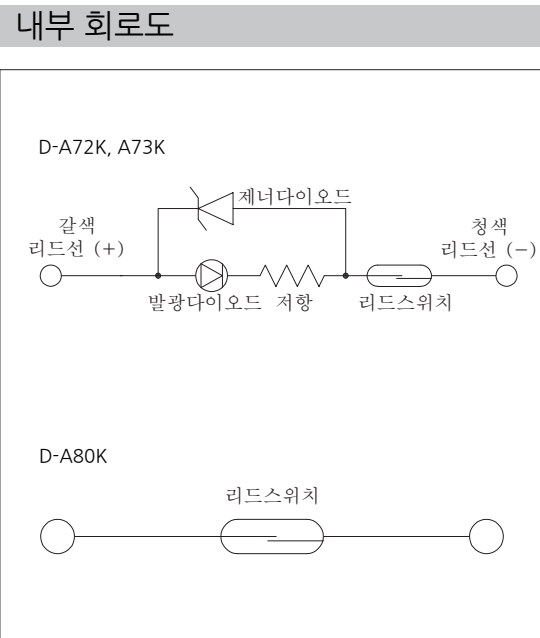 내부 회로도
D-A72K, A73K
제너다이오드
갈색
리드선 (+)
청색
리드선 (−)
발광다이오드 저항 리드스위치
D-A80K
리드스위치